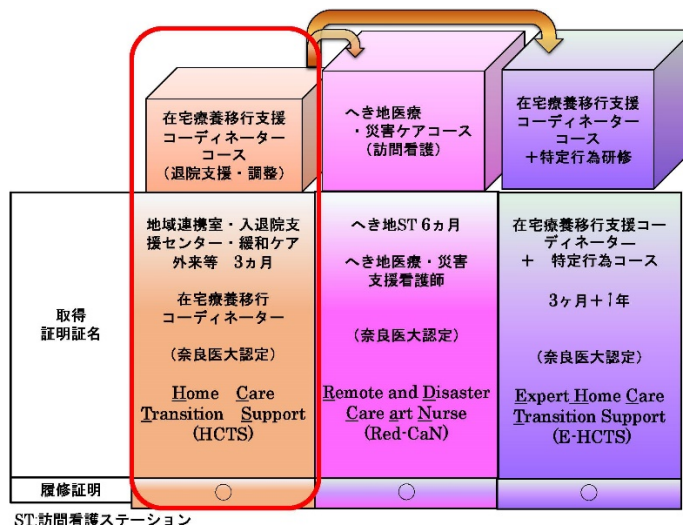 在宅療養移行支援
コーディネーター
コース
(退院支援・調整)
へき地医療
・災害ケアコース
(訪問看護)
在宅療養移行支援
コーディネーター
コース
+特定行為研修
取得
証明証名
地域連携室・入退院支
援センター・緩和ケア
外来等 3カ月
在宅療養移行
コーディネーター
(奈良医大認定)
Home Care
Transition Support
(HCTS)
へき地ST 6カ月
へき地医療・災害
支援看護師
(奈良医大認定)
Remote and Disaster
Care art Nurse
(Red-CaN)
在宅療養移行支援コー
ディネーター
+ 特定行為コース
3ヶ月+1年
(奈良医大認定)
Expert Home Care
Transition Support
(E-HCTS)
履修証明
○
○
○
ST:訪問看護ステーション